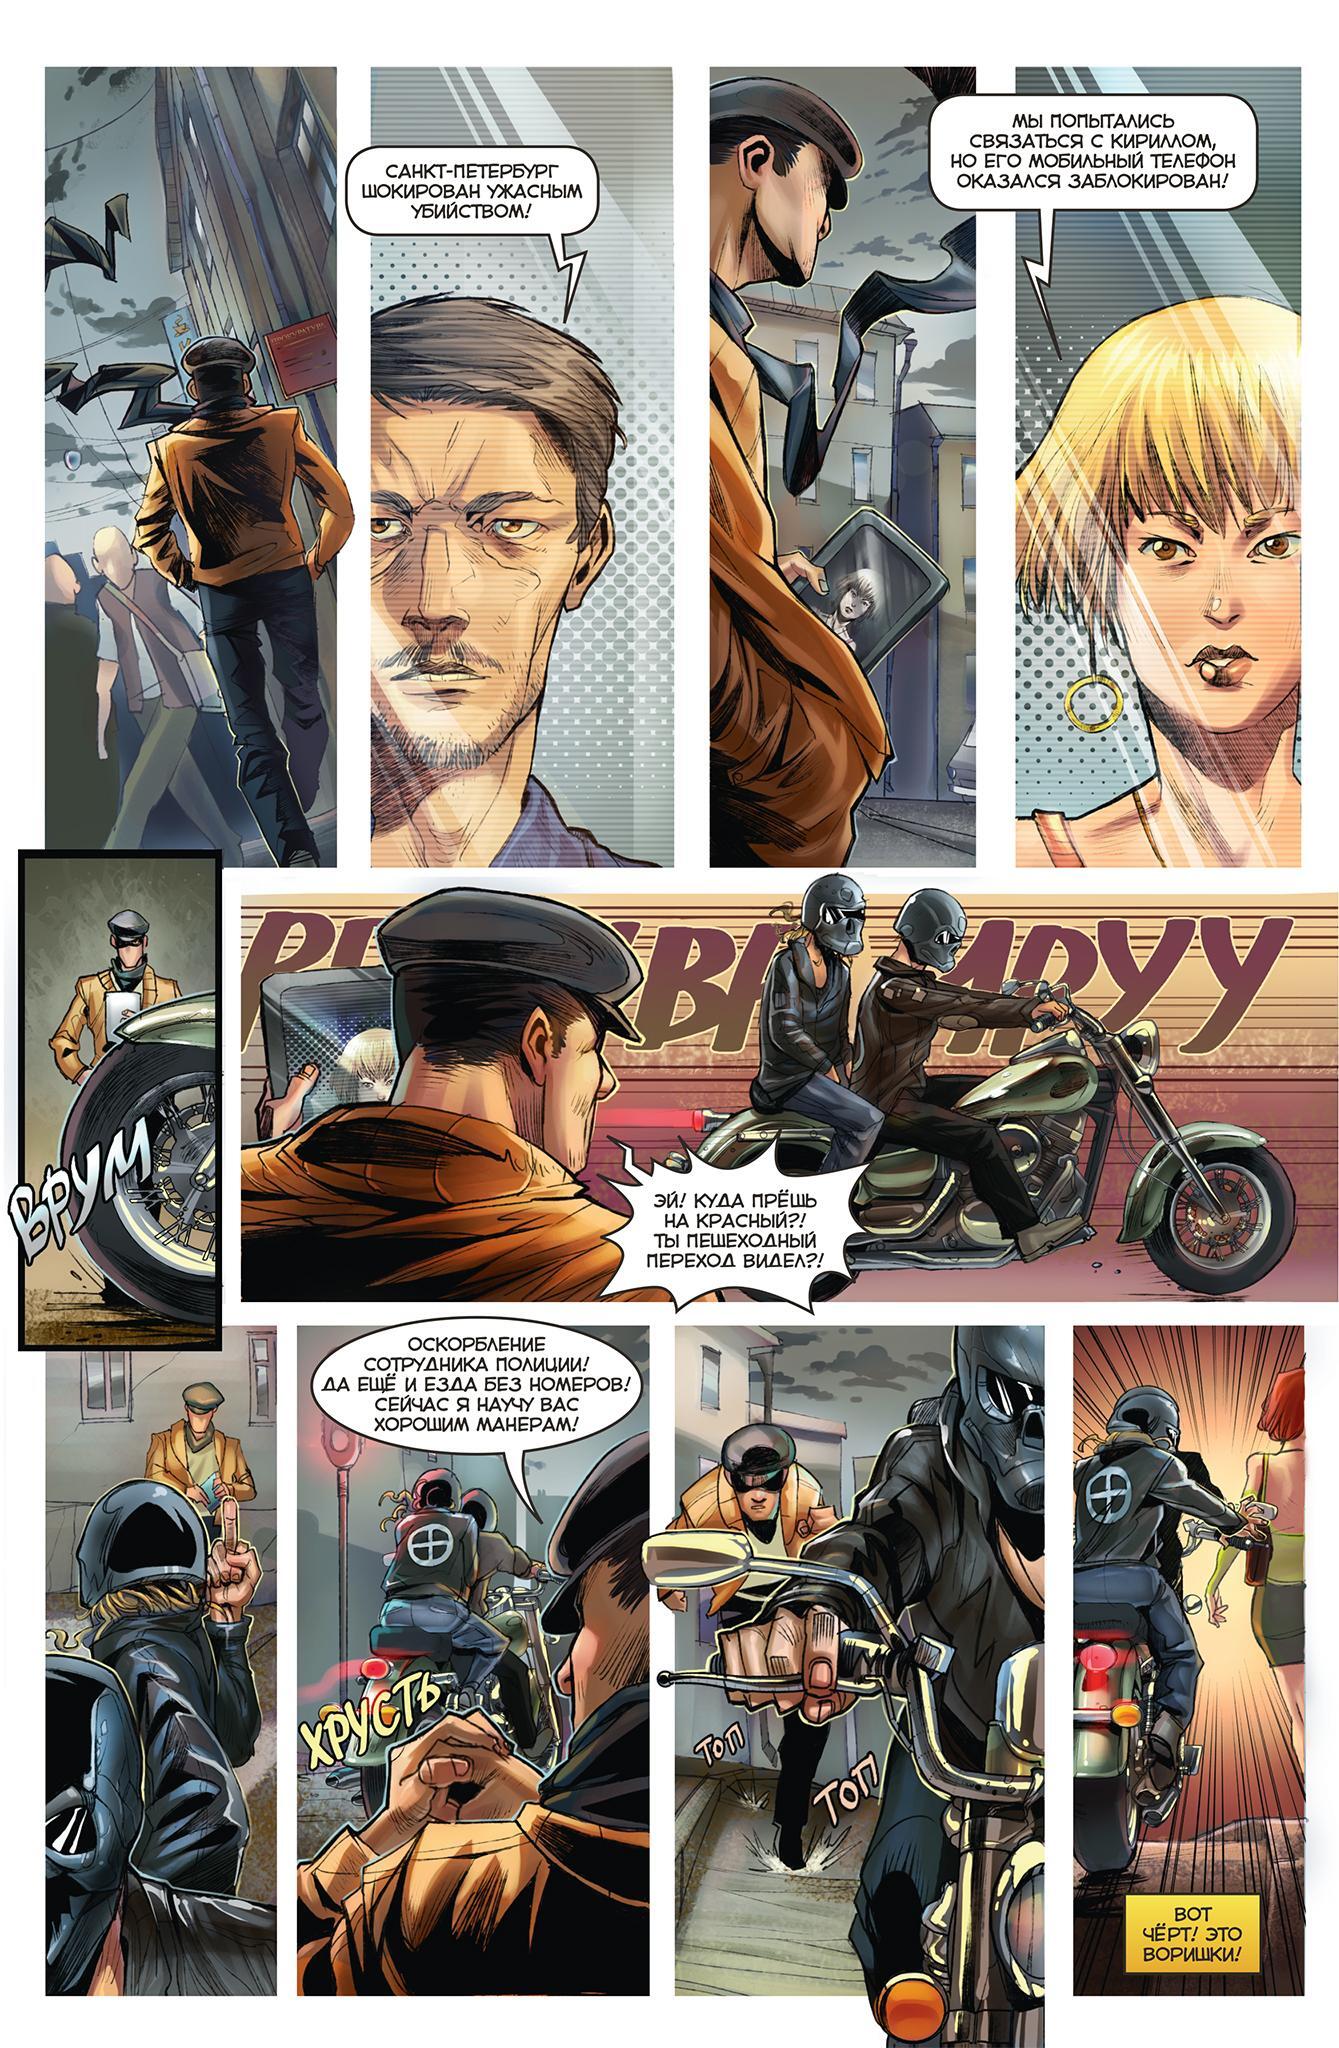 ПРОКУРАТУРА
САНКТ-ПЕТЕРБУРГ
ШОКИРОВАН УЖАСНЫМ
УБИЙСТВОМ!
МЫ ПОПЫТАЛИСЬ
СВЯЗАТЬСЯ С КИРИЛЛОМ,
НО ЕГО МОБИЛЬНЫЙ ТЕЛЕФОН
ОКАЗАЛСЯ ЗАБЛОКИРОВАН!
ВРУМ
ЭЙ! КУДА ПРЁШЬ
НА КРАСНЫЙ?!
ТЫ ПЕШЕХОДНЫЙ
ПЕРЕХОД ВИДЕЛ?!
ОСКОРБЛЕНИЕ
СОТРУДНИКА ПОЛИЦИИ!
ДА ЕЩЁ И ЕЗДА БЕЗ НОМЕРОВ!
СЕЙЧАС Я НАУЧУ ВАС
ХОРОШИМ МАНЕРАМ!
ХРУСТЬ
ТОП
ТОП
ВОТ
ЧЁРТ! ЭТО
ВОРИШКИ!